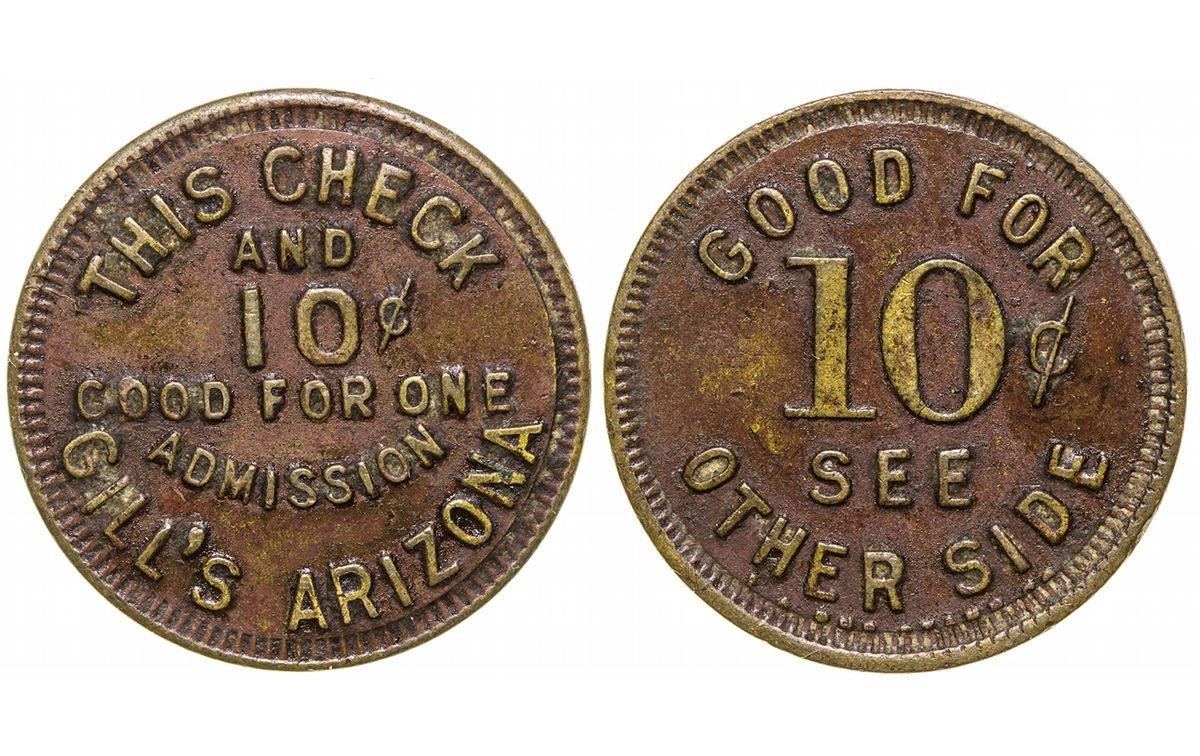 THIS CHECK
AND
10¢
GOOD FOR ONE
ADMISSION
GILL'S ARIZONA
GOOD FOR
10¢
SEE
OTHER SIDE